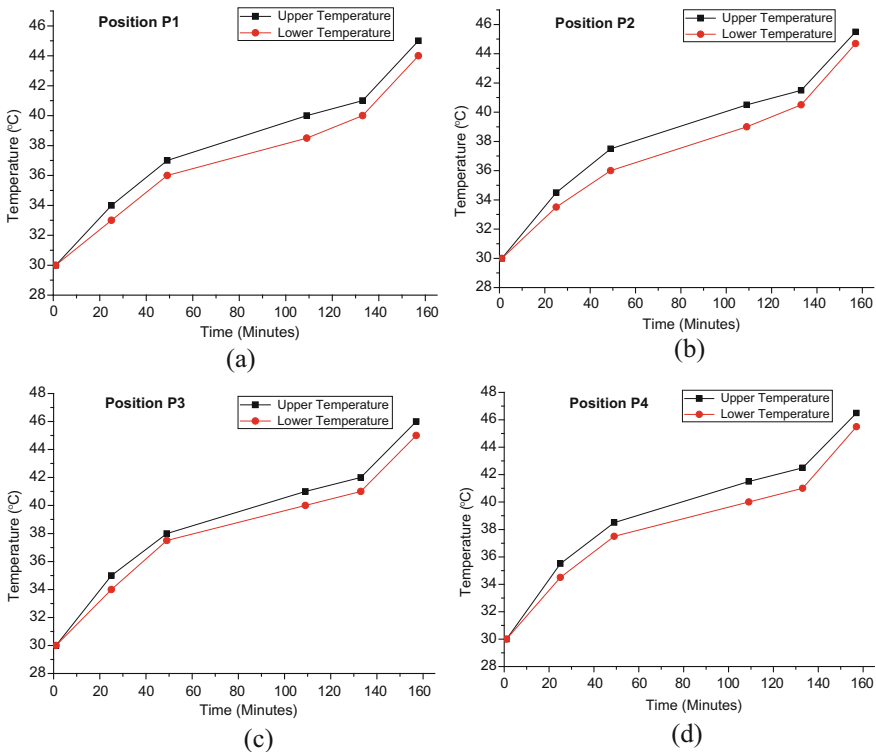 Position P1
Upper Temperature
Lower Temperature
46
44
42
40
38
36
34
32
30
28
Temperature (°C)
0 20 40 60 80 100 120 140 160
Time (Minutes)
(a)
Position P2
Upper Temperature
Lower Temperature
46
44
42
40
38
36
34
32
30
28
Temperature (°C)
0 20 40 60 80 100 120 140 160
Time (Minutes)
(b)
Position P3
Upper Temperature
Lower Temperature
48
46
44
42
40
38
36
34
32
30
28
Temperature (°C)
0 20 40 60 80 100 120 140 160
Time (Minutes)
(c)
Position P4
Upper Temperature
Lower Temperature
48
46
44
42
40
38
36
34
32
30
28
Temperature (°C)
0 20 40 60 80 100 120 140 160
Time (Minutes)
(d)